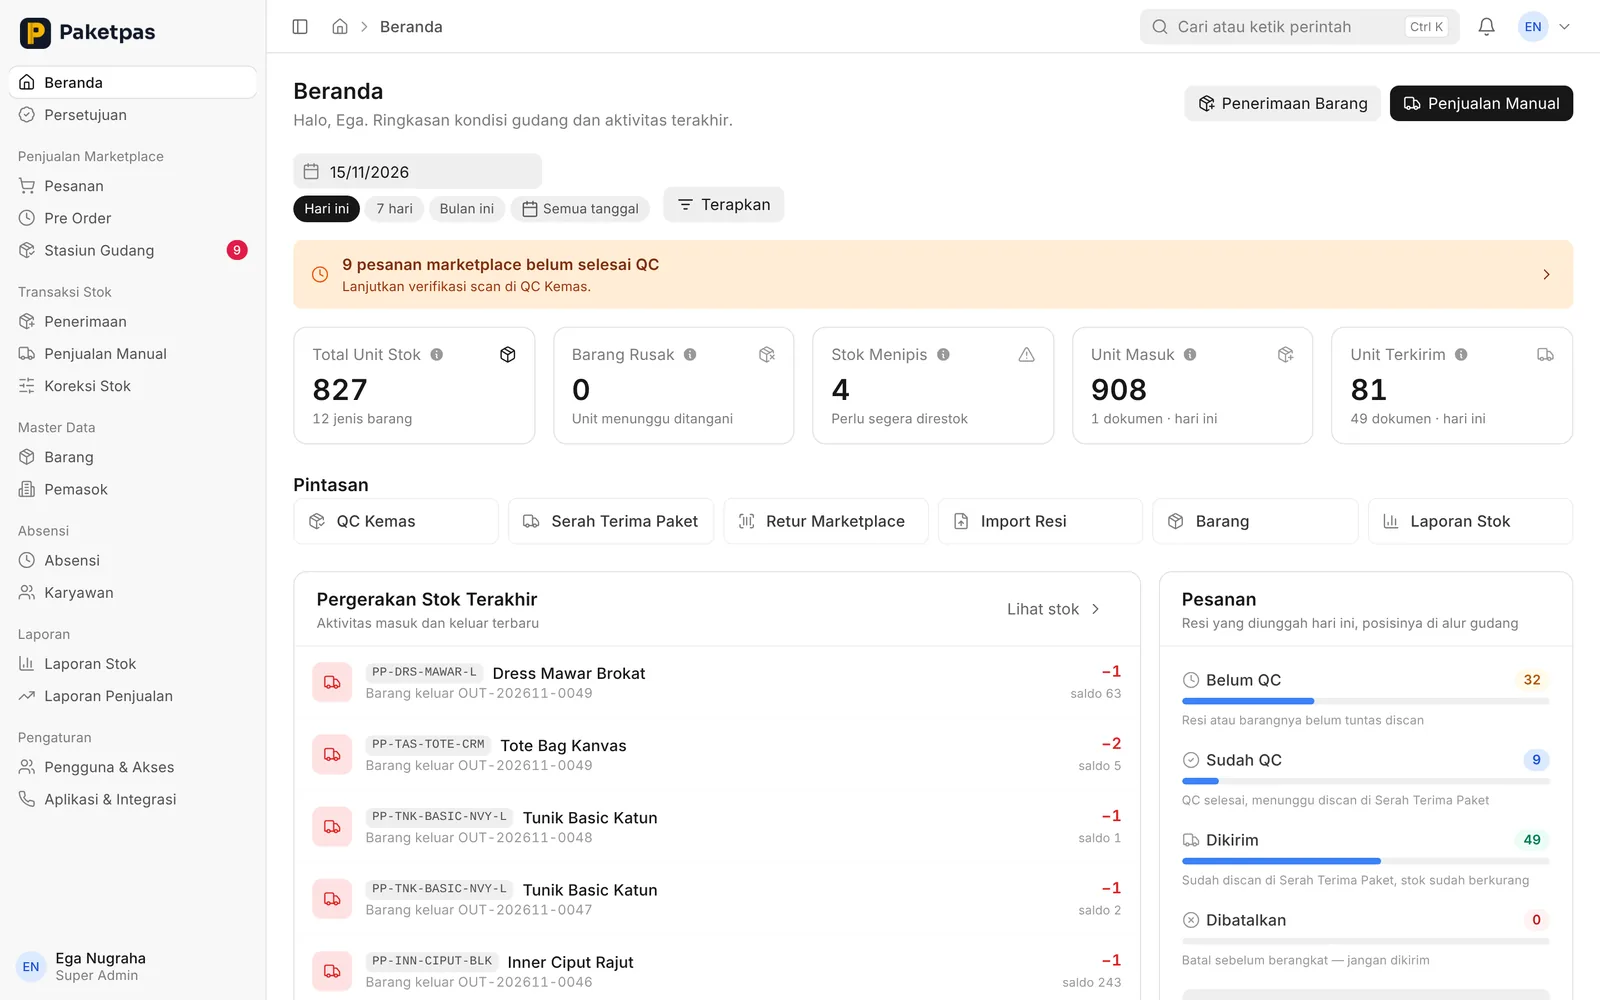 Paketpas
Beranda
Persetujuan
Penjualan Marketplace
Pesanan
Pre Order
Stasiun Gudang 9
Transaksi Stok
Penerimaan
Penjualan Manual
Koreksi Stok
Master Data
Barang
Pemasok
Absensi
Absensi
Karyawan
Laporan
Laporan Stok
Laporan Penjualan
Pengaturan
Pengguna & Akses
Aplikasi & Integrasi
EN Ega Nugraha
Super Admin
Beranda
Cari atau ketik perintah Ctrl K
EN
Beranda
Halo, Ega. Ringkasan kondisi gudang dan aktivitas terakhir.
Penerimaan Barang
Penjualan Manual
15/11/2026
Hari ini 7 hari Bulan ini Semua tanggal Terapkan
9 pesanan marketplace belum selesai QC
Lanjutkan verifikasi scan di QC Kemas.
Total Unit Stok
827
12 jenis barang
Barang Rusak
0
Unit menunggu ditangani
Stok Menipis
4
Perlu segera direstok
Unit Masuk
908
1 dokumen · hari ini
Unit Terkirim
81
49 dokumen · hari ini
Pintasan
QC Kemas
Serah Terima Paket
Retur Marketplace
Import Resi
Barang
Laporan Stok
Pergerakan Stok Terakhir
Aktivitas masuk dan keluar terbaru
Lihat stok
PP-DRS-MAWAR-L Dress Mawar Brokat −1
Barang keluar OUT-202611-0049 saldo 63
PP-TAS-TOTE-CRM Tote Bag Kanvas −2
Barang keluar OUT-202611-0049 saldo 5
PP-TNK-BASIC-NVY-L Tunik Basic Katun −1
Barang keluar OUT-202611-0048 saldo 1
PP-TNK-BASIC-NVY-L Tunik Basic Katun −1
Barang keluar OUT-202611-0047 saldo 2
PP-INN-CIPUT-BLK Inner Ciput Rajut −1
Barang keluar OUT-202611-0046 saldo 243
Pesanan
Resi yang diunggah hari ini, posisinya di alur gudang
Belum QC 32
Resi atau barangnya belum tuntas discan
Sudah QC 9
QC selesai, menunggu discan di Serah Terima Paket
Dikirim 49
Sudah discan di Serah Terima Paket, stok sudah berkurang
Dibatalkan 0
Batal sebelum berangkat — jangan dikirim